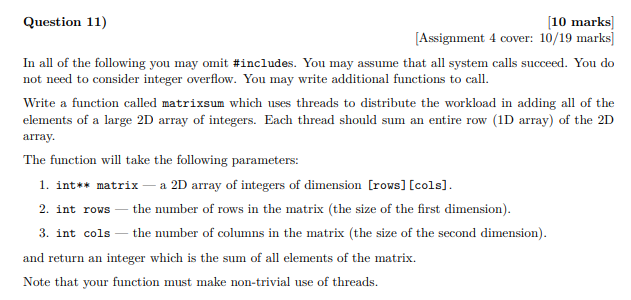 Question 11) [10 marks]
[Assignment 4 cover: 10/19 marks]
In all of the following you may omit #includes. You may assume that all system calls succeed. You do
not need to consider integer overflow. You may write additional functions to call.
Write a function called matrixsum which uses threads to distribute the workload in adding all of the
elements of a large 2D array of integers. Each thread should sum an entire row (1D array) of the 2D
array.
The function will take the following parameters:
1. int** matrix — a 2D array of integers of dimension [rows][cols].
2. int rows — the number of rows in the matrix (the size of the first dimension).
3. int cols — the number of columns in the matrix (the size of the second dimension).
and return an integer which is the sum of all elements of the matrix.
Note that your function must make non-trivial use of threads.